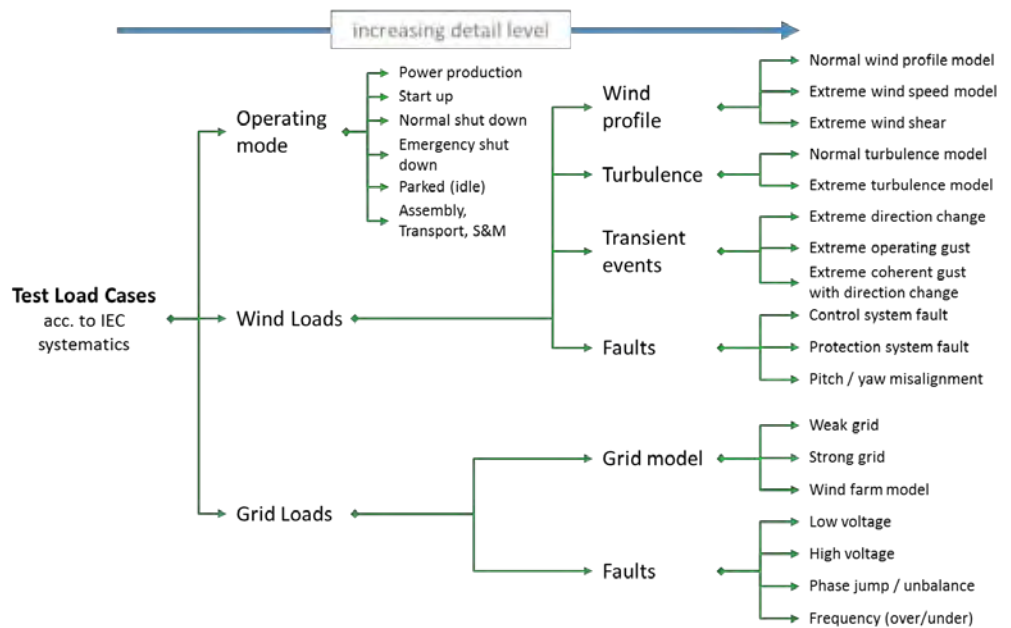 increasing detail level
Test Load Cases
acc. to IEC
systematics
Operating
mode
Power production
Start up
Normal shut down
Emergency shut
down
Parked (idle)
Assembly,
Transport, S&M
Wind Loads
Wind
profile
Normal wind profile model
Extreme wind speed model
Extreme wind shear
Turbulence
Normal turbulence model
Extreme turbulence model
Transient
events
Extreme direction change
Extreme operating gust
Extreme coherent gust
with direction change
Faults
Control system fault
Protection system fault
Pitch / yaw misalignment
Grid Loads
Grid model
Weak grid
Strong grid
Wind farm model
Faults
Low voltage
High voltage
Phase jump / unbalance
Frequency (over/under)